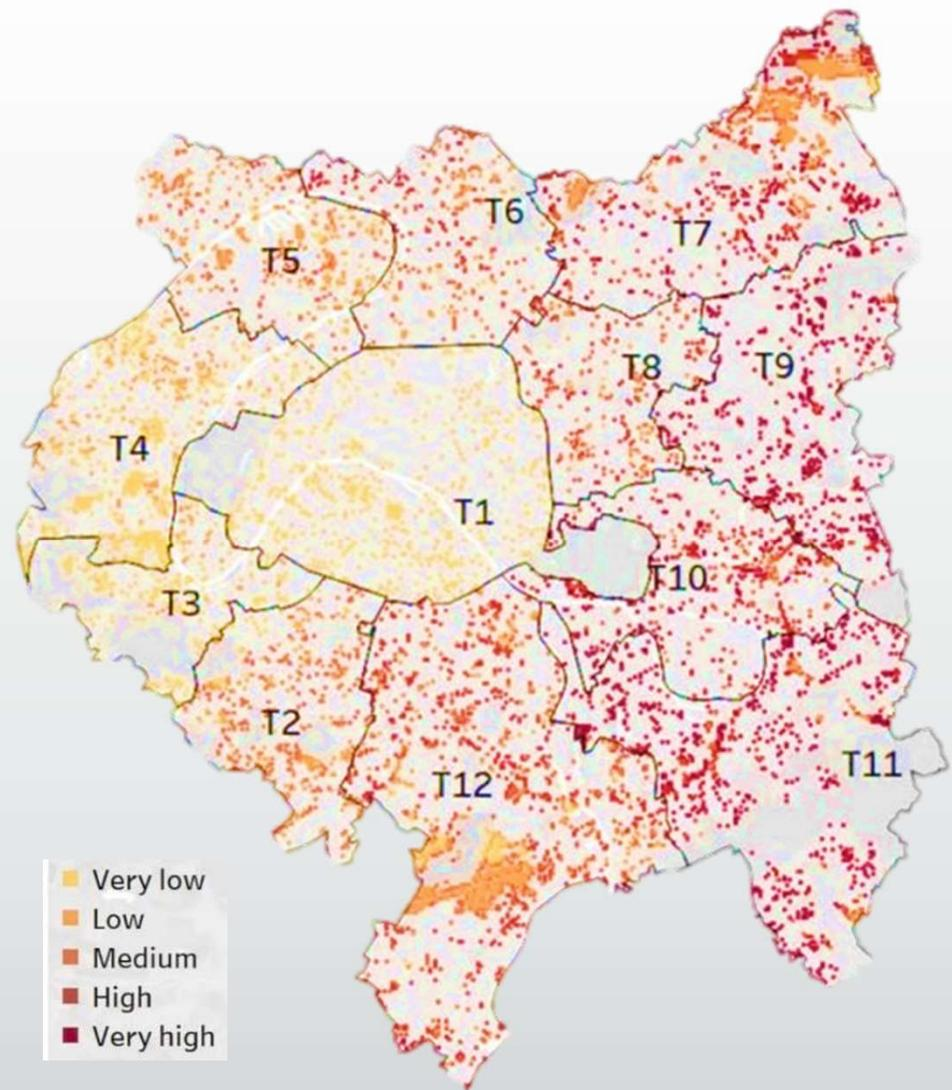 T6
T7
T5
T8
T9
T4
T1
T10
T3
T2
T11
T12
Very low
Low
Medium
High
Very high